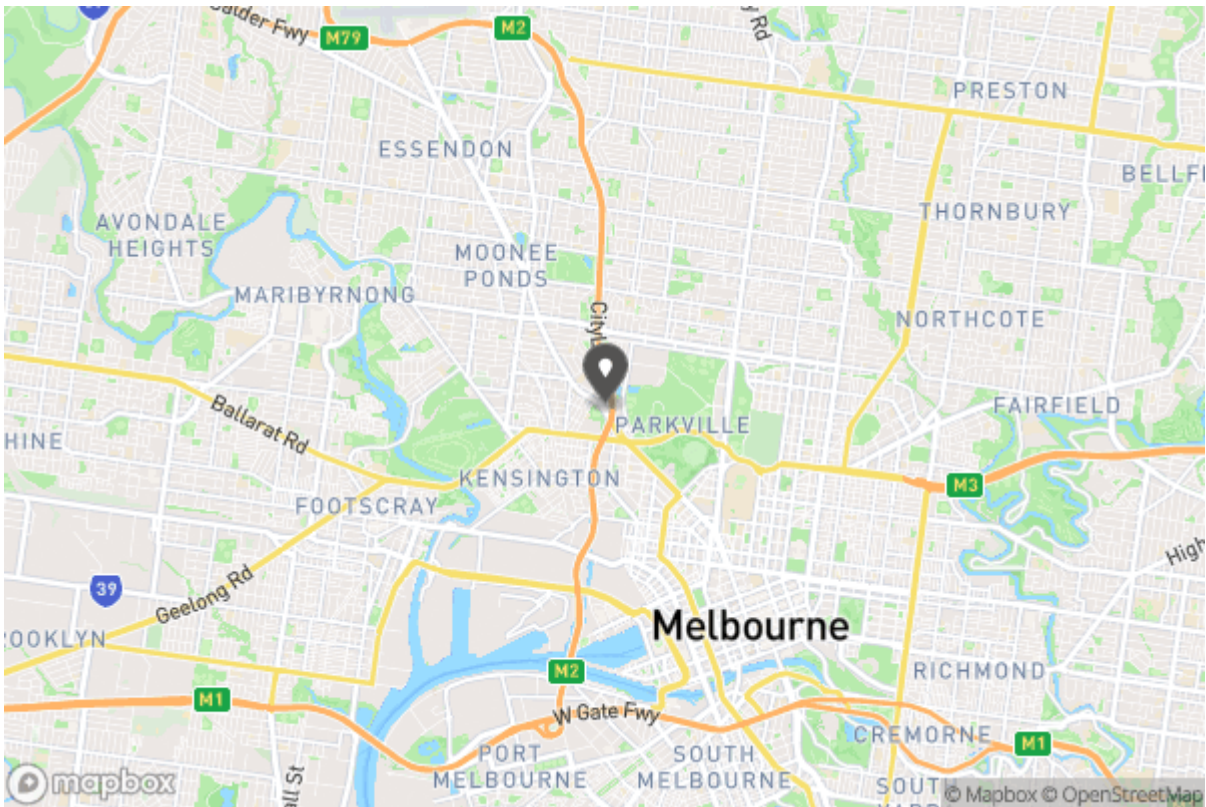 Calder Fwy
M79
M2
PRESTON
ESSENDON
BELLF
AVONDALE
HEIGHTS
THORNBURY
MOONEE
PONDS
MARIBYRNONG
CityL
NORTHCOTE
Ballarat Rd
FAIRFIELD
PARKVILLE
HINE
KENSINGTON
M3
FOOTSCRAY
High
39
Geelong Rd
Melbourne
ROOKLYN
RICHMOND
M2
M1
W Gate Fwy
CREMORNE
M1
PORT
MELBOURNE
SOUTH
MELBOURNE
mapbox
© Mapbox © OpenStreetMap